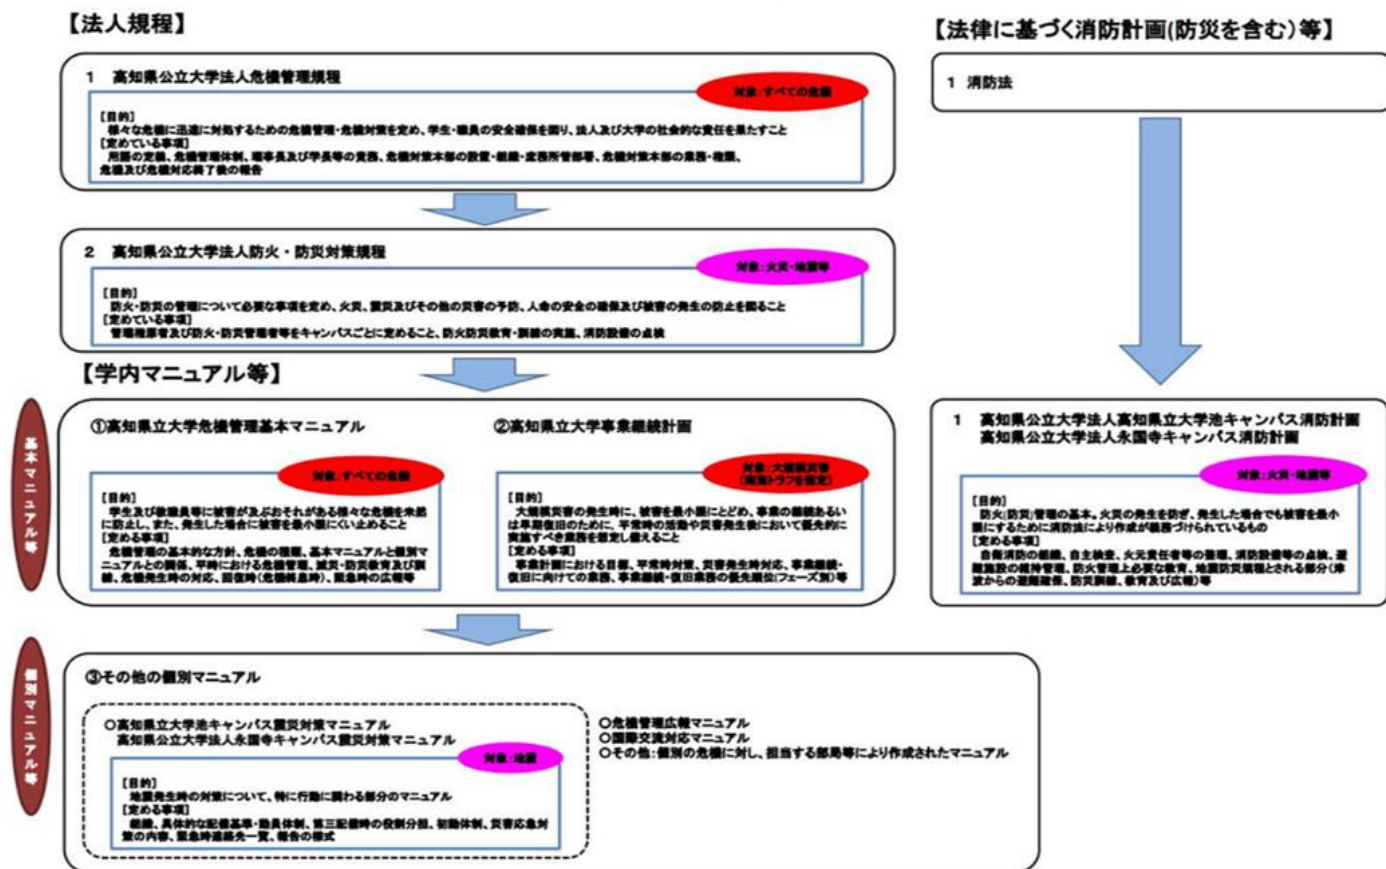 【法人規程】
1 高知県公立大学法人危機管理規程
対象：すべての危機
[目的]
様々な危機に迅速に対処するための危機管理・危機対策を定め、学生・職員の安全確保を図り、法人及び大学の社会的な責任を果たすこと
[定めている事項]
用語の定義、危機管理体制、理事長及び学長等の責務、危機対策本部の設置・組織・庶務所管部署、危機対策本部の業務・権限、
危機及び危機対応終了後の報告
2 高知県公立大学法人防火・防災対策規程
対象：火災・地震等
[目的]
防火・防災の管理について必要な事項を定め、火災、震災及びその他の災害の予防、人命の安全の確保及び被害の発生の防止を図ること
[定めている事項]
管理権原者及び防火・防災管理者等をキャンパスごとに定めること、防火防災教育・訓練の実施、消防設備の点検
【学内マニュアル等】
基本マニュアル等
①高知県立大学危機管理基本マニュアル
対象：すべての危機
[目的]
学生及び教職員等に被害が及ぶおそれがある様々な危機を未然
に防止し、また、発生した場合に被害を最小限にくい止めること
[定める事項]
危機管理の基本的な方針、危機の種類、基本マニュアルと個別マ
ニュアルとの関係、平時における危機管理、減災・防災教育及び訓
練、危機発生時の対応、回復時（危機終息時）、緊急時の広報等
②高知県立大学事業継続計画
対象：大規模災害
（南海トラフを想定）
[目的]
大規模災害の発生時に、被害を最小限にとどめ、事業の継続ある
いは早期復旧のために、平常時の活動や災害発生後において優先的に
実施すべき業務を想定し備えること
[定める事項]
事業計画における目標、平常時対策、災害発生時対応、事業継続・
復旧に向けての業務、事業継続・復旧業務の優先順位（フェーズ別）等
個別マニュアル等
③その他の個別マニュアル
○高知県立大学池キャンパス震災対策マニュアル
高知県公立大学法人永国寺キャンパス震災対策マニュアル
対象：地震
[目的]
地震発生時の対策について、特に行動に関わる部分のマニュアル
[定める事項]
組織、具体的な配備基準・動員体制、第三配備時の役割分担、初動体制、災害応急対
策の内容、緊急時連絡先一覧、報告の様式
○危機管理広報マニュアル
○国際交流対応マニュアル
○その他：個別の危機に対し、担当する部局等により作成されたマニュアル
【法律に基づく消防計画(防災を含む）等】
1 消防法
1 高知県公立大学法人高知県立大学池キャンパス消防計画
高知県公立大学法人永国寺キャンパス消防計画
対象：火災・地震等
[目的]
防火(防災)管理の基本。火災の発生を防ぎ、発生した場合でも被害を最小
限にするために消防法により作成が義務づけられているもの
[定める事項]
自衛消防の組織、自主検査、火元責任者等の整理、消防設備等の点検、避
難施設の維持管理、防火管理上必要な教育、地震防災規程とされる部分（津
波からの避難確保、防災訓練、教育及び広報）等